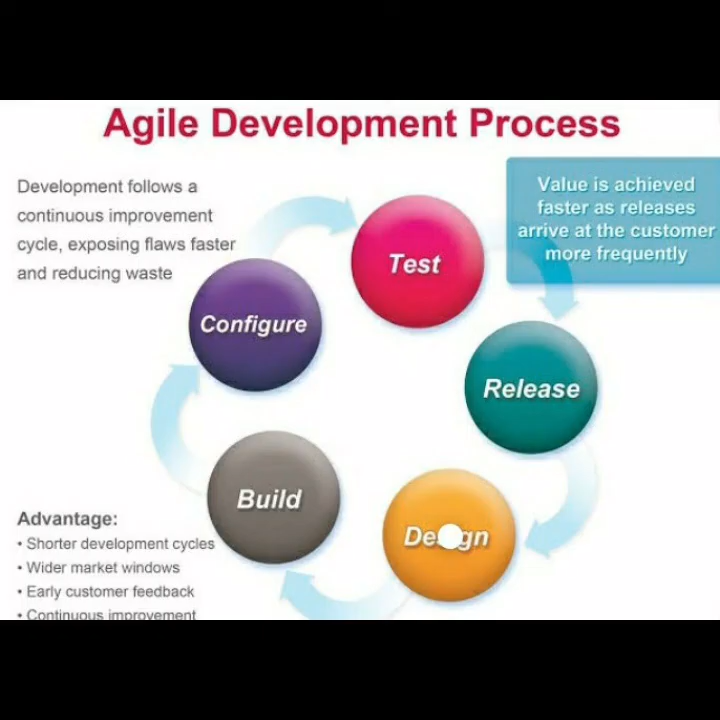 Agile Development Process
Development follows a
continuous improvement
cycle, exposing flaws faster
and reducing waste
Value is achieved
faster as releases
arrive at the customer
more frequently
Test
Configure
Release
Build
Advantage:
• Shorter development cycles
• Wider market windows
• Early customer feedback
• Continuous improvement